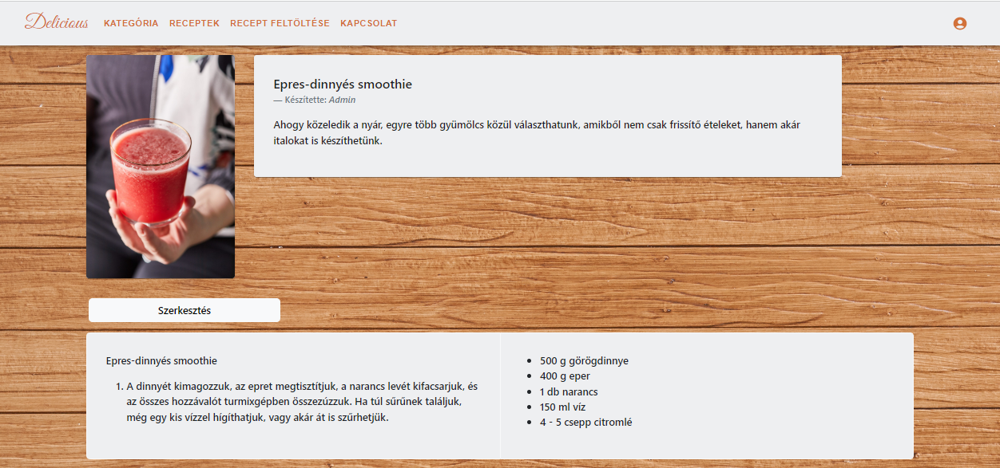 Delicious KATEGÓRIA RECEPTEK RECEPT FELTÖLTÉSE KAPCSOLAT
Epres-dinnyés smoothie
— Készítette: Admin
Ahogy közeledik a nyár, egyre több gyümölcs közül választhatunk, amikből nem csak frissítő ételeket, hanem akár
italokat is készíthetünk.
Szerkesztés
Epres-dinnyés smoothie
1. A dinnyét kimagozzuk, az epret megtisztítjuk, a narancs levét kifacsarjuk, és
az összes hozzávalót turmixgépben összezúzzuk. Ha túl sűrűnek találjuk,
még egy kis vízzel hígíthatjuk, vagy akár át is szűrhetjük.
• 500 g görögdinnye
• 400 g eper
• 1 db narancs
• 150 ml víz
• 4 - 5 csepp citromlé